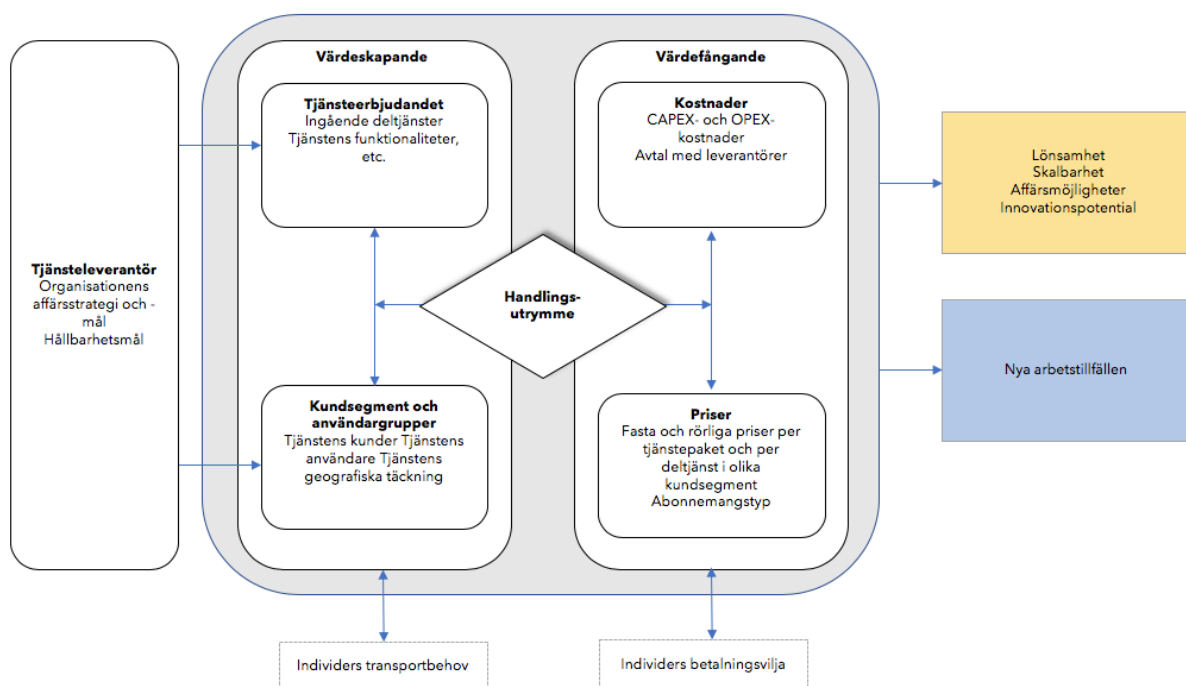 Tjänsteleverantör
Organisationens
affärsstrategi och -
mål
Hållbarhetsmål
Värdeskapande
Tjänsteerbjudandet
Ingående deltjänster
Tjänstens funktionaliteter,
etc.
Kundsegment och
användargrupper
Tjänstens kunder Tjänstens
användare Tjänstens
geografiska täckning
Handlings-
utrymme
Värdefångande
Kostnader
CAPEX- och OPEX-
kostnader
Avtal med leverantörer
Priser
Fasta och rörliga priser per
tjänstepaket och per
deltjänst i olika
kundsegment
Abonnemangstyp
Lönsamhet
Skalbarhet
Affärsmöjligheter
Innovationspotential
Nya arbetstillfällen
Individers transportbehov
Individers betalningsvilja